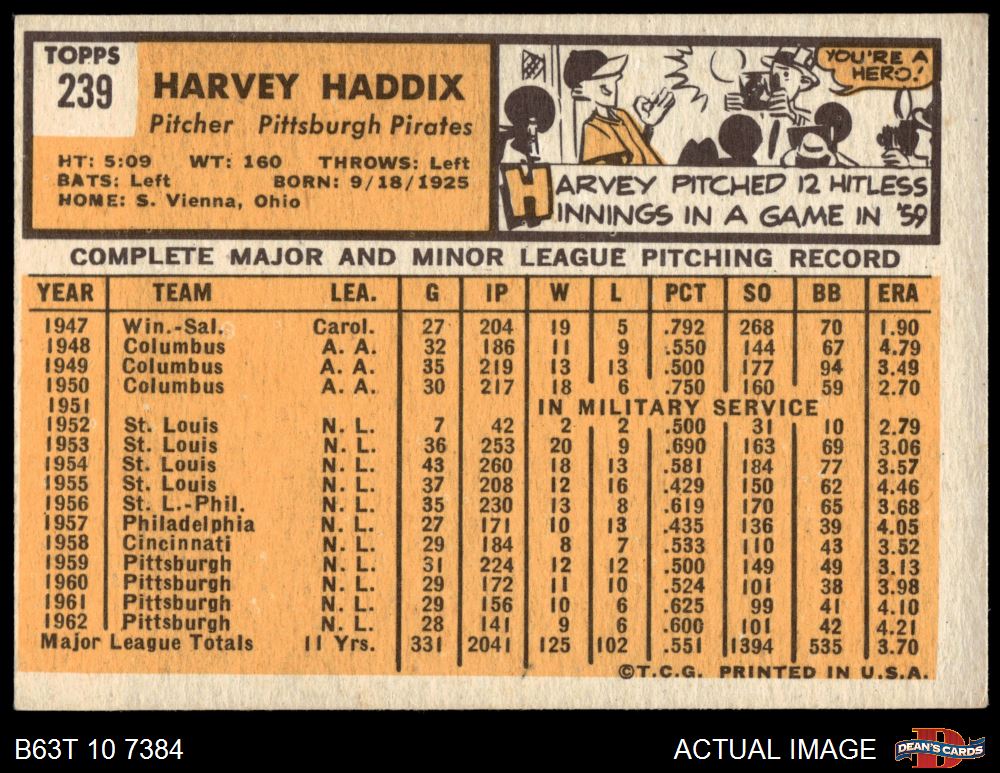 TOPPS
239
HARVEY HADDIX
Pitcher Pittsburgh Pirates
HT: 5:09 WT: 160 THROWS: Left
BATS: Left BORN: 9/18/1925
HOME: S. Vienna, Ohio
YOU'RE A
HERO!
HARVEY PITCHED 12 HITLESS
INNINGS IN A GAME IN '59
COMPLETE MAJOR AND MINOR LEAGUE PITCHING RECORD
YEAR TEAM LEA. G IP W L PCT SO BB ERA
1947 Win.-Sal. Carol. 27 204 19 5 .792 268 70 1.90
1948 Columbus A. A. 32 186 11 9 .550 144 67 4.79
1949 Columbus A. A. 35 219 13 13 .500 177 94 3.49
1950 Columbus A. A. 30 217 18 6 .750 160 59 2.70
1951 IN MILITARY SERVICE
1952 St. Louis N. L. 7 42 2 2 .500 31 10 2.79
1953 St. Louis N. L. 36 253 20 9 .690 163 69 3.06
1954 St. Louis N. L. 43 260 18 13 .581 184 77 3.57
1955 St. Louis N. L. 37 208 12 16 .429 150 62 4.46
1956 St. L.-Phil. N. L. 35 230 13 8 .619 170 65 3.68
1957 Philadelphia N. L. 27 171 10 13 .435 136 39 4.05
1958 Cincinnati N. L. 29 184 8 7 .533 110 43 3.52
1959 Pittsburgh N. L. 31 224 12 12 .500 149 49 3.13
1960 Pittsburgh N. L. 29 172 11 10 .524 101 38 3.98
1961 Pittsburgh N. L. 29 156 10 6 .625 99 41 4.10
1962 Pittsburgh N. L. 28 141 9 6 .600 101 42 4.21
Major League Totals 11 Yrs. 331 2041 125 102 .551 1394 535 3.70
©T.C.G. PRINTED IN U.S.A.
B63T 10 7384 ACTUAL IMAGE
D
DEAN'S CARDS